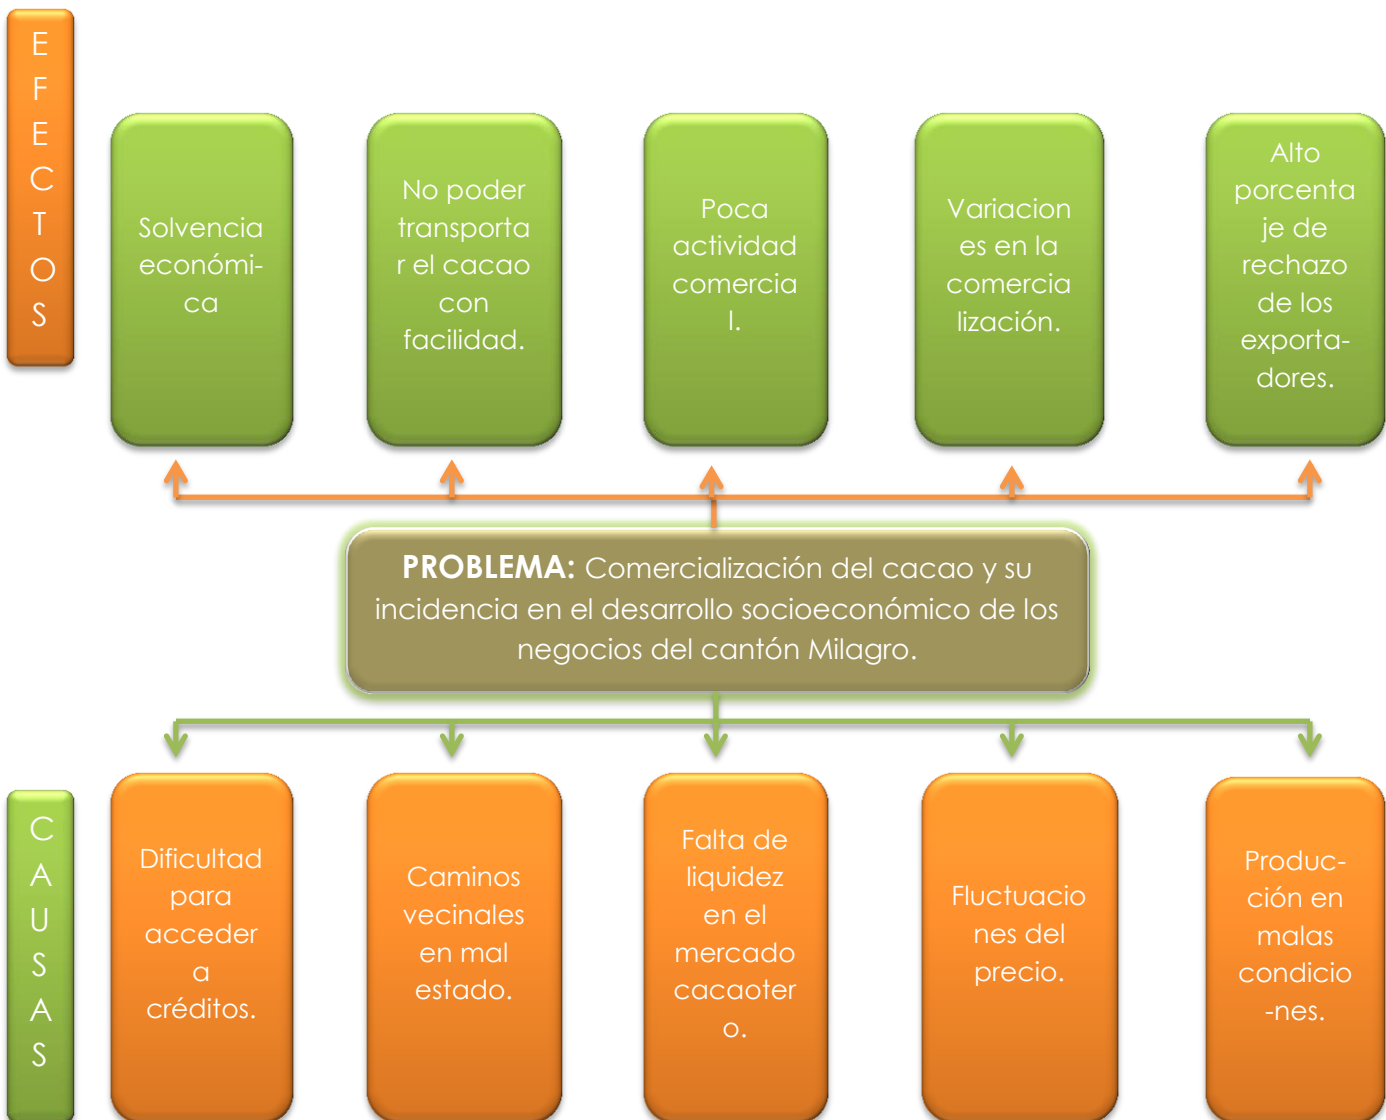 E
F
E
C
T
O
S
Solvencia
económi-
ca
No poder
transporta
r el cacao
con
facilidad.
Poca
actividad
comercia
l.
Variacion
es en la
comercia
lización.
Alto
porcenta
je de
rechazo
de los
exporta-
dores.
PROBLEMA: Comercialización del cacao y su
incidencia en el desarrollo socioeconómico de los
negocios del cantón Milagro.
C
A
U
S
A
S
Dificultad
para
acceder
a
créditos.
Caminos
vecinales
en mal
estado.
Falta de
liquidez
en el
mercado
cacaoter
o.
Fluctuacio
nes del
precio.
Produc-
ción en
malas
condicio
-nes.